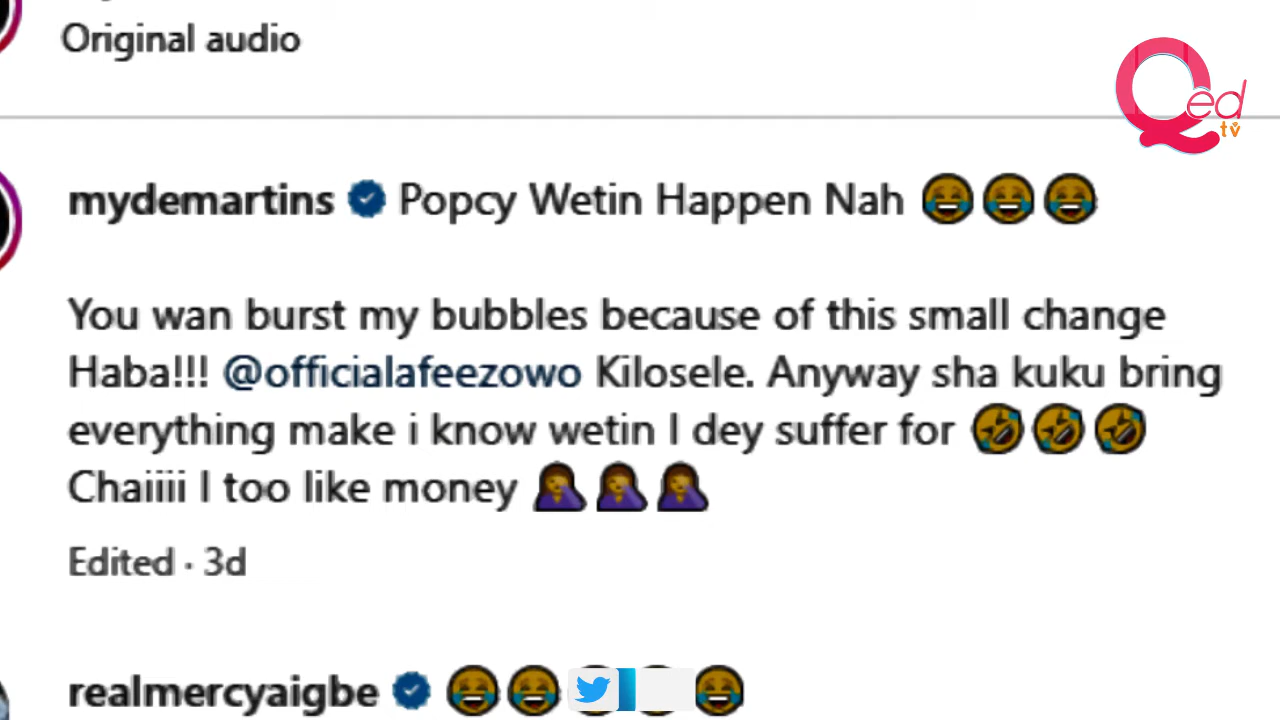 Original audio
Qed
tv
mydemartins Popcy Wetin Happen Nah 😂😂😂
You wan burst my bubbles because of this small change
Haba!!! @officialafeezowo Kilosele. Anyway sha kuku bring
everything make i know wetin I dey suffer for 🤣🤣🤣
Chaiiii I too like money 🤦‍♀️🤦‍♀️🤦‍♀️
Edited · 3d
realmercyaigbe 😂😂😂😂😂